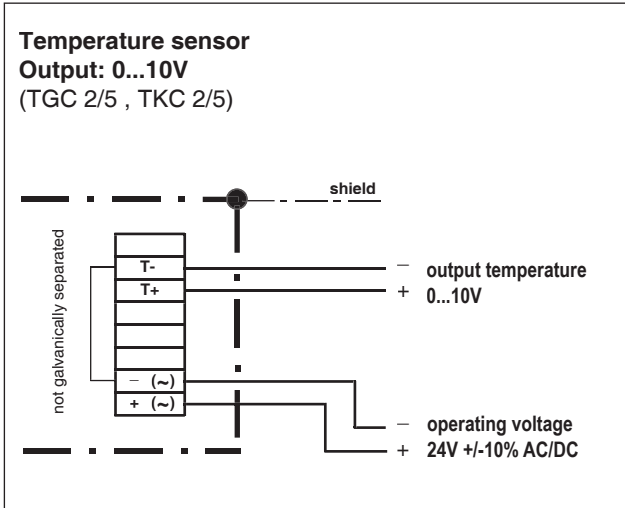 Temperature sensor
Output: 0...10V
(TGC 2/5 , TKC 2/5)
shield
not galvanically separated
T-
T+
– (~)
+ (~)
– output temperature
+ 0...10V
– operating voltage
+ 24V +/-10% AC/DC